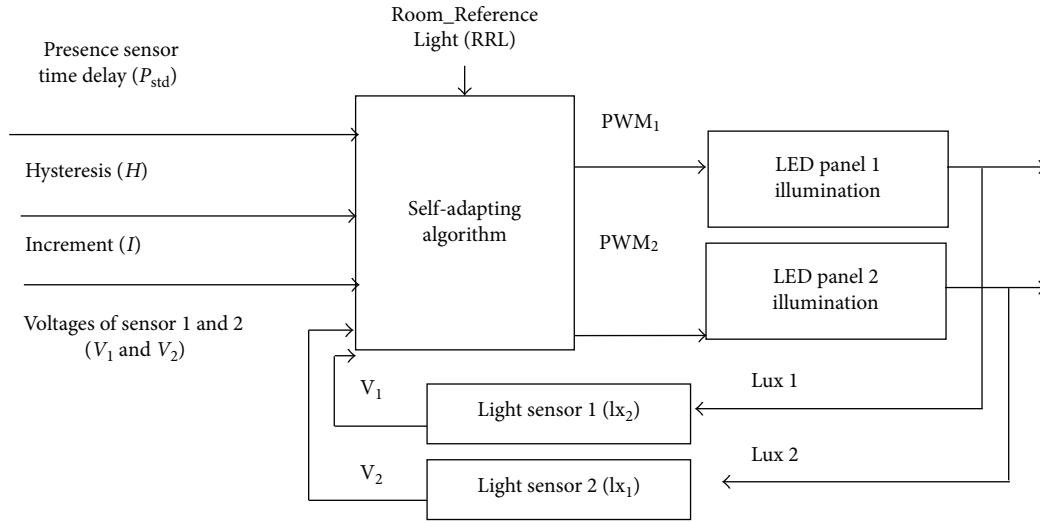 Room_Reference
Light (RRL)
Presence sensor
time delay (Pstd)
Hysteresis (H)
Increment (I)
Voltages of sensor 1 and 2
(V1 and V2)
Self-adapting
algorithm
PWM1
PWM2
LED panel 1
illumination
LED panel 2
illumination
Lux 1
V1
Light sensor 1 (lx2)
Lux 2
V2
Light sensor 2 (lx1)